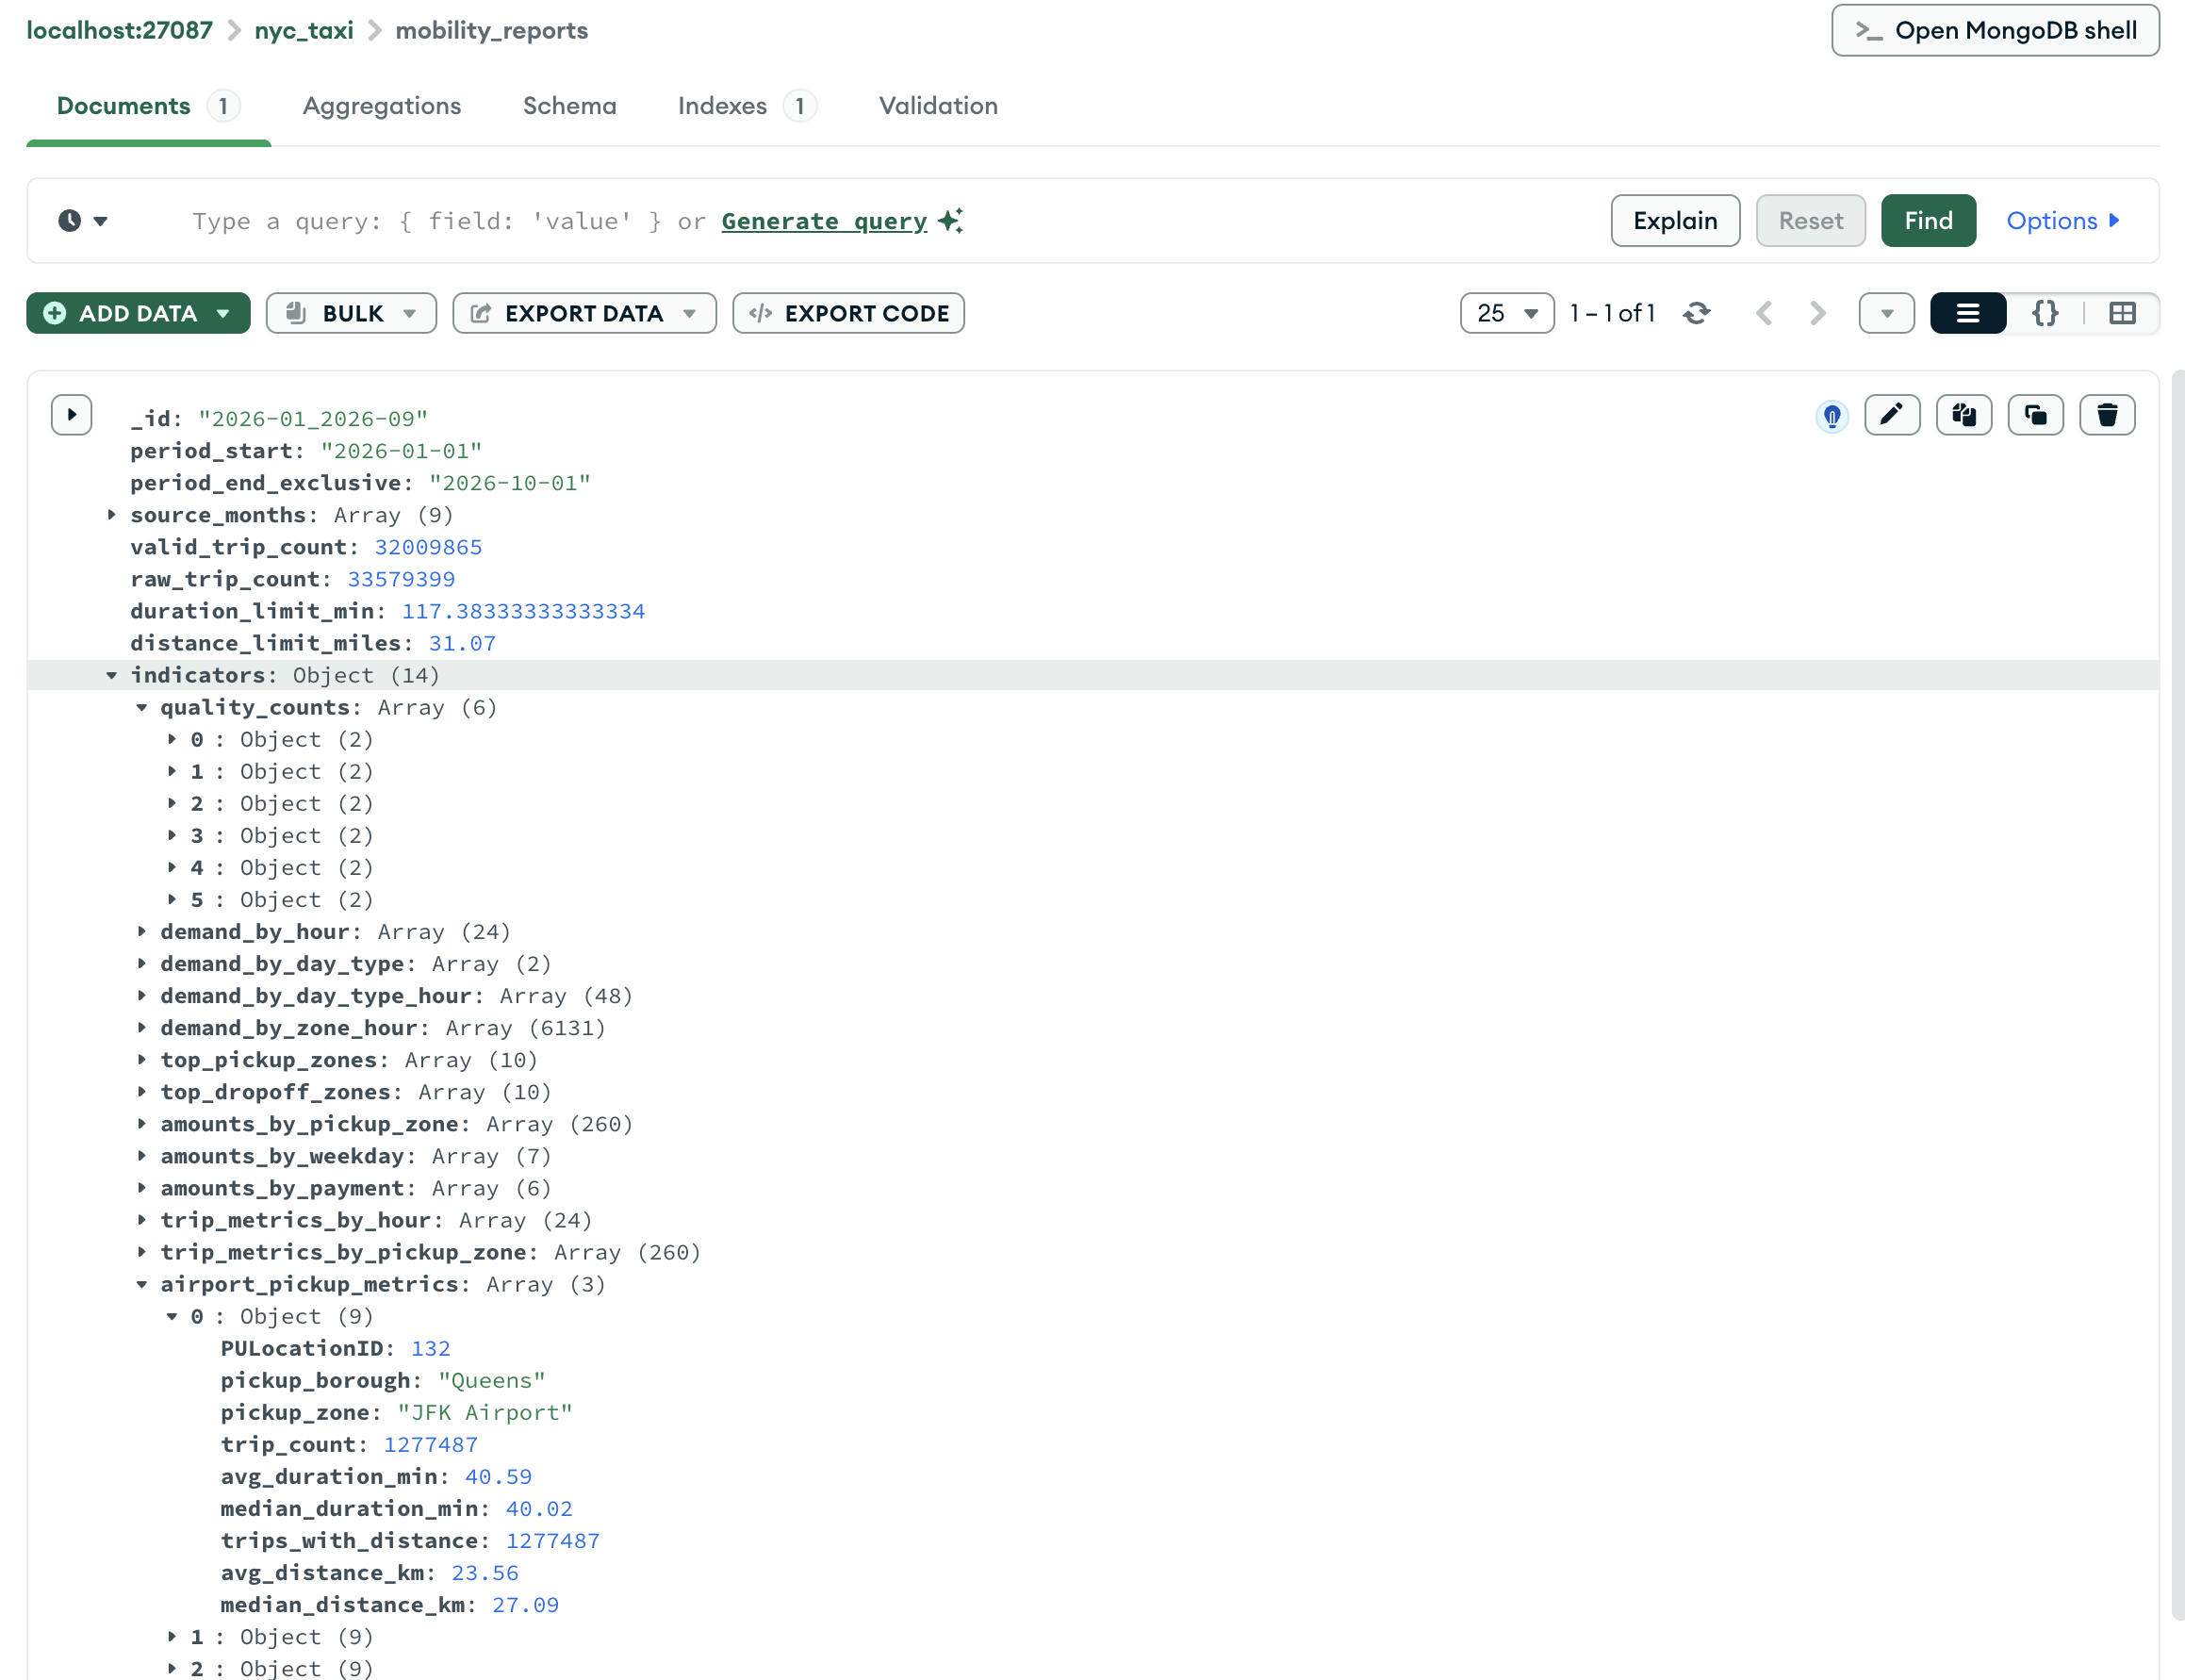 localhost:27087 > nyc_taxi > mobility_reports
>_ Open MongoDB shell
Documents 1 Aggregations Schema Indexes 1 Validation
Type a query: { field: 'value' } or Generate query
Explain Reset Find Options
ADD DATA BULK EXPORT DATA EXPORT CODE
25 1 – 1 of 1 {}
_id: "2026-01_2026-09"
period_start: "2026-01-01"
period_end_exclusive: "2026-10-01"
source_months: Array (9)
valid_trip_count: 32009865
raw_trip_count: 33579399
duration_limit_min: 117.38333333333334
distance_limit_miles: 31.07
indicators: Object (14)
quality_counts: Array (6)
0 : Object (2)
1 : Object (2)
2 : Object (2)
3 : Object (2)
4 : Object (2)
5 : Object (2)
demand_by_hour: Array (24)
demand_by_day_type: Array (2)
demand_by_day_type_hour: Array (48)
demand_by_zone_hour: Array (6131)
top_pickup_zones: Array (10)
top_dropoff_zones: Array (10)
amounts_by_pickup_zone: Array (260)
amounts_by_weekday: Array (7)
amounts_by_payment: Array (6)
trip_metrics_by_hour: Array (24)
trip_metrics_by_pickup_zone: Array (260)
airport_pickup_metrics: Array (3)
0 : Object (9)
PULocationID: 132
pickup_borough: "Queens"
pickup_zone: "JFK Airport"
trip_count: 1277487
avg_duration_min: 40.59
median_duration_min: 40.02
trips_with_distance: 1277487
avg_distance_km: 23.56
median_distance_km: 27.09
1 : Object (9)
2 : Object (9)